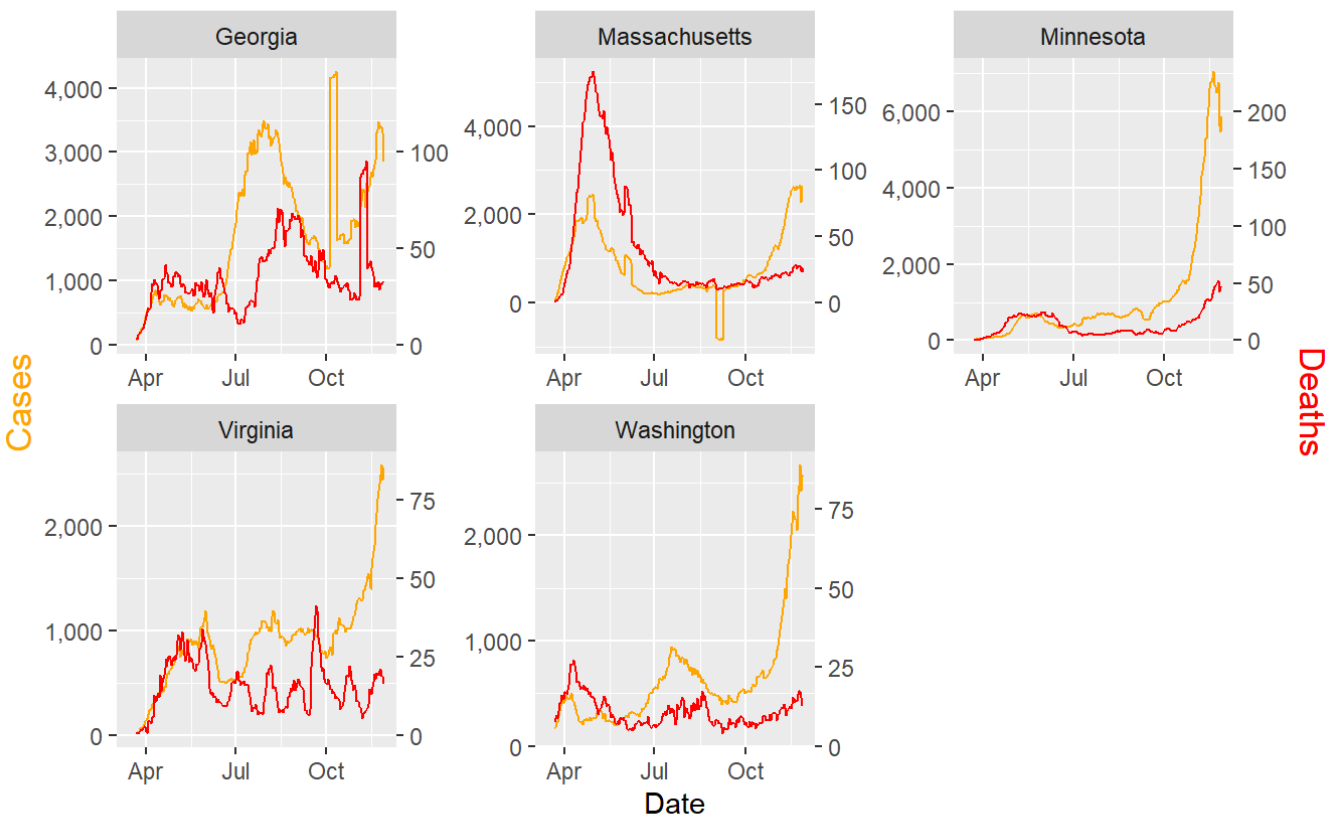 Georgia
Massachusetts
Minnesota
4,000
3,000
2,000
1,000
0
100
50
0
4,000
2,000
0
150
100
50
0
6,000
4,000
2,000
0
200
150
100
50
0
Apr Jul Oct
Apr Jul Oct
Apr Jul Oct
Cases
Deaths
Virginia
Washington
2,000
1,000
0
75
50
25
0
2,000
1,000
0
75
50
25
0
Apr Jul Oct
Apr Jul Oct
Date